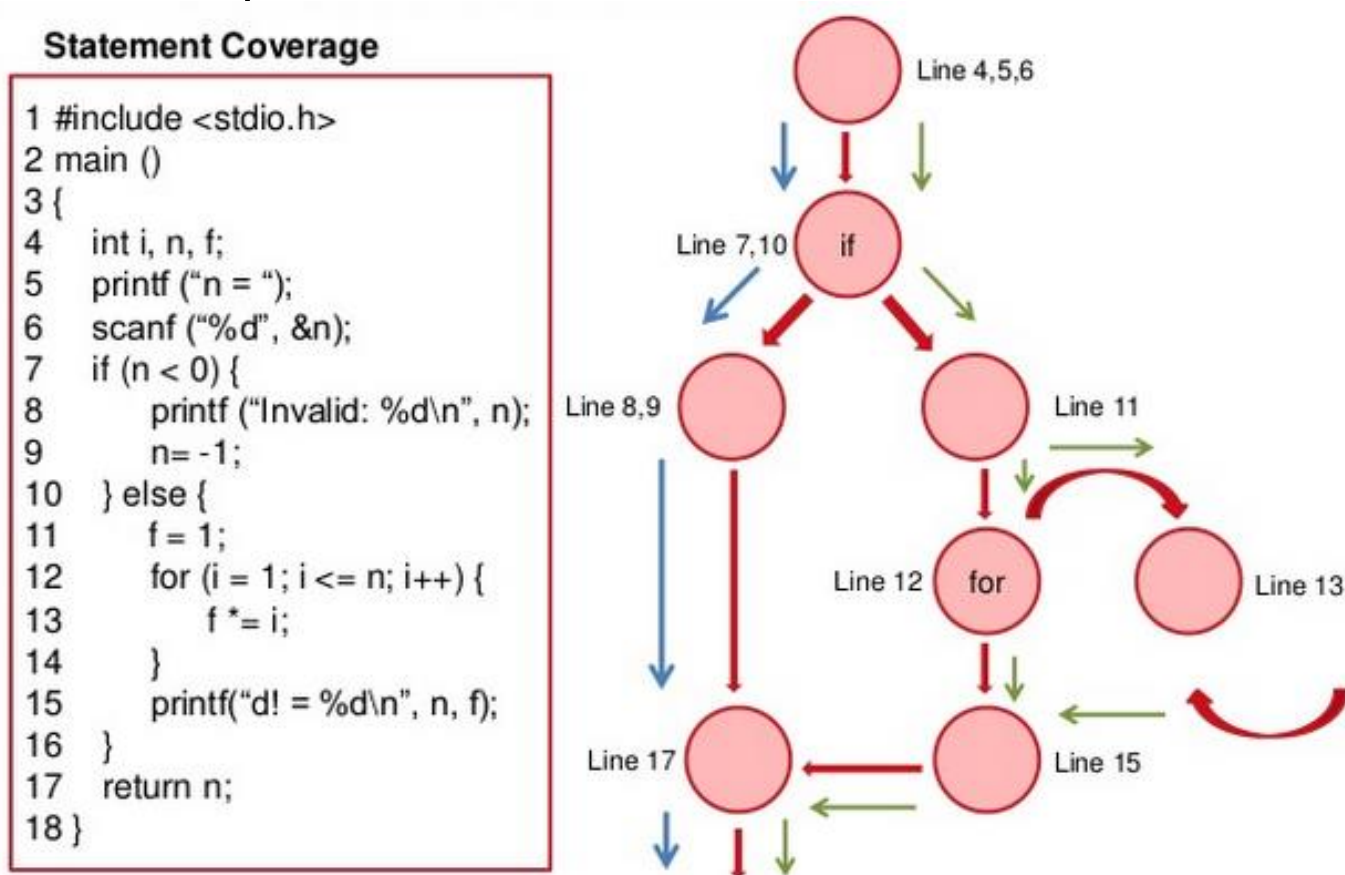 Statement Coverage
1 #include <stdio.h>
2 main ()
3 {
4 int i, n, f;
5 printf (“n = “);
6 scanf (“%d”, &n);
7 if (n < 0) {
8 printf (“Invalid: %d\n”, n);
9 n= -1;
10 } else {
11 f = 1;
12 for (i = 1; i <= n; i++) {
13 f *= i;
14 }
15 printf(“d! = %d\n”, n, f);
16 }
17 return n;
18 }
Line 4,5,6
Line 7,10
if
Line 8,9
Line 11
Line 12
for
Line 13
Line 17
Line 15